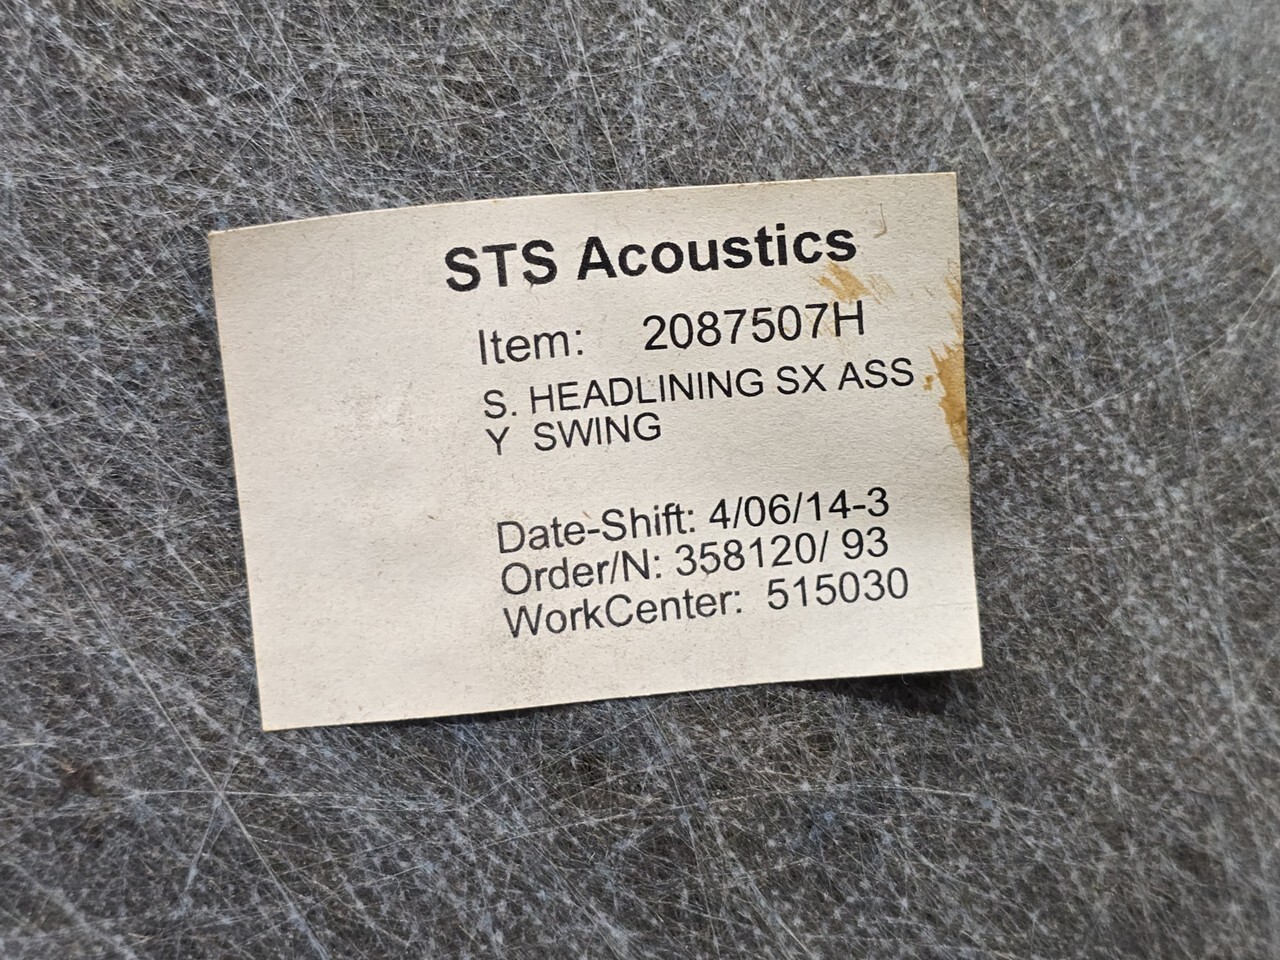 STS Acoustics
Item: 2087507H
S. HEADLINING SX ASS
Y SWING
Date-Shift: 4/06/14-3
Order/N: 358120/ 93
WorkCenter: 515030